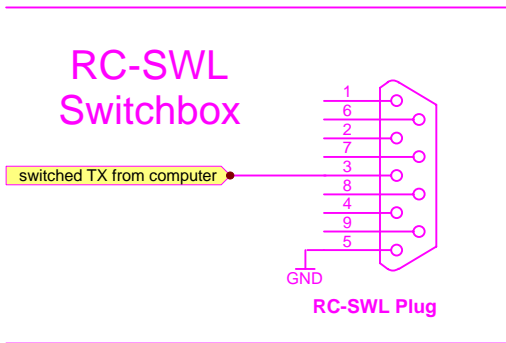 RC-SWL
Switchbox
1
6
2
7
switched TX from computer
3
8
4
9
5
GND
RC-SWL Plug